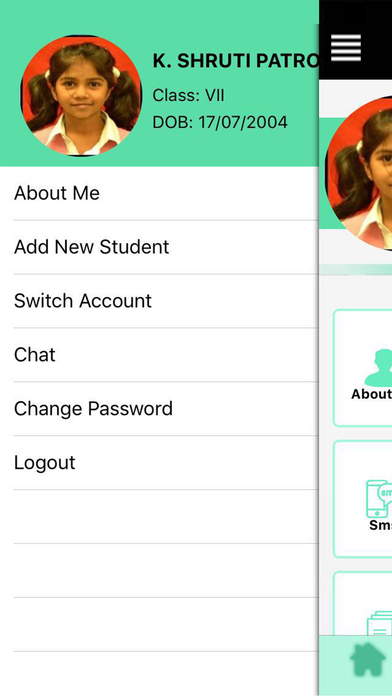 K. SHRUTI PATRO
Class: VII
DOB: 17/07/2004
About Me
Add New Student
Switch Account
Chat
Change Password
Logout
About
Sms